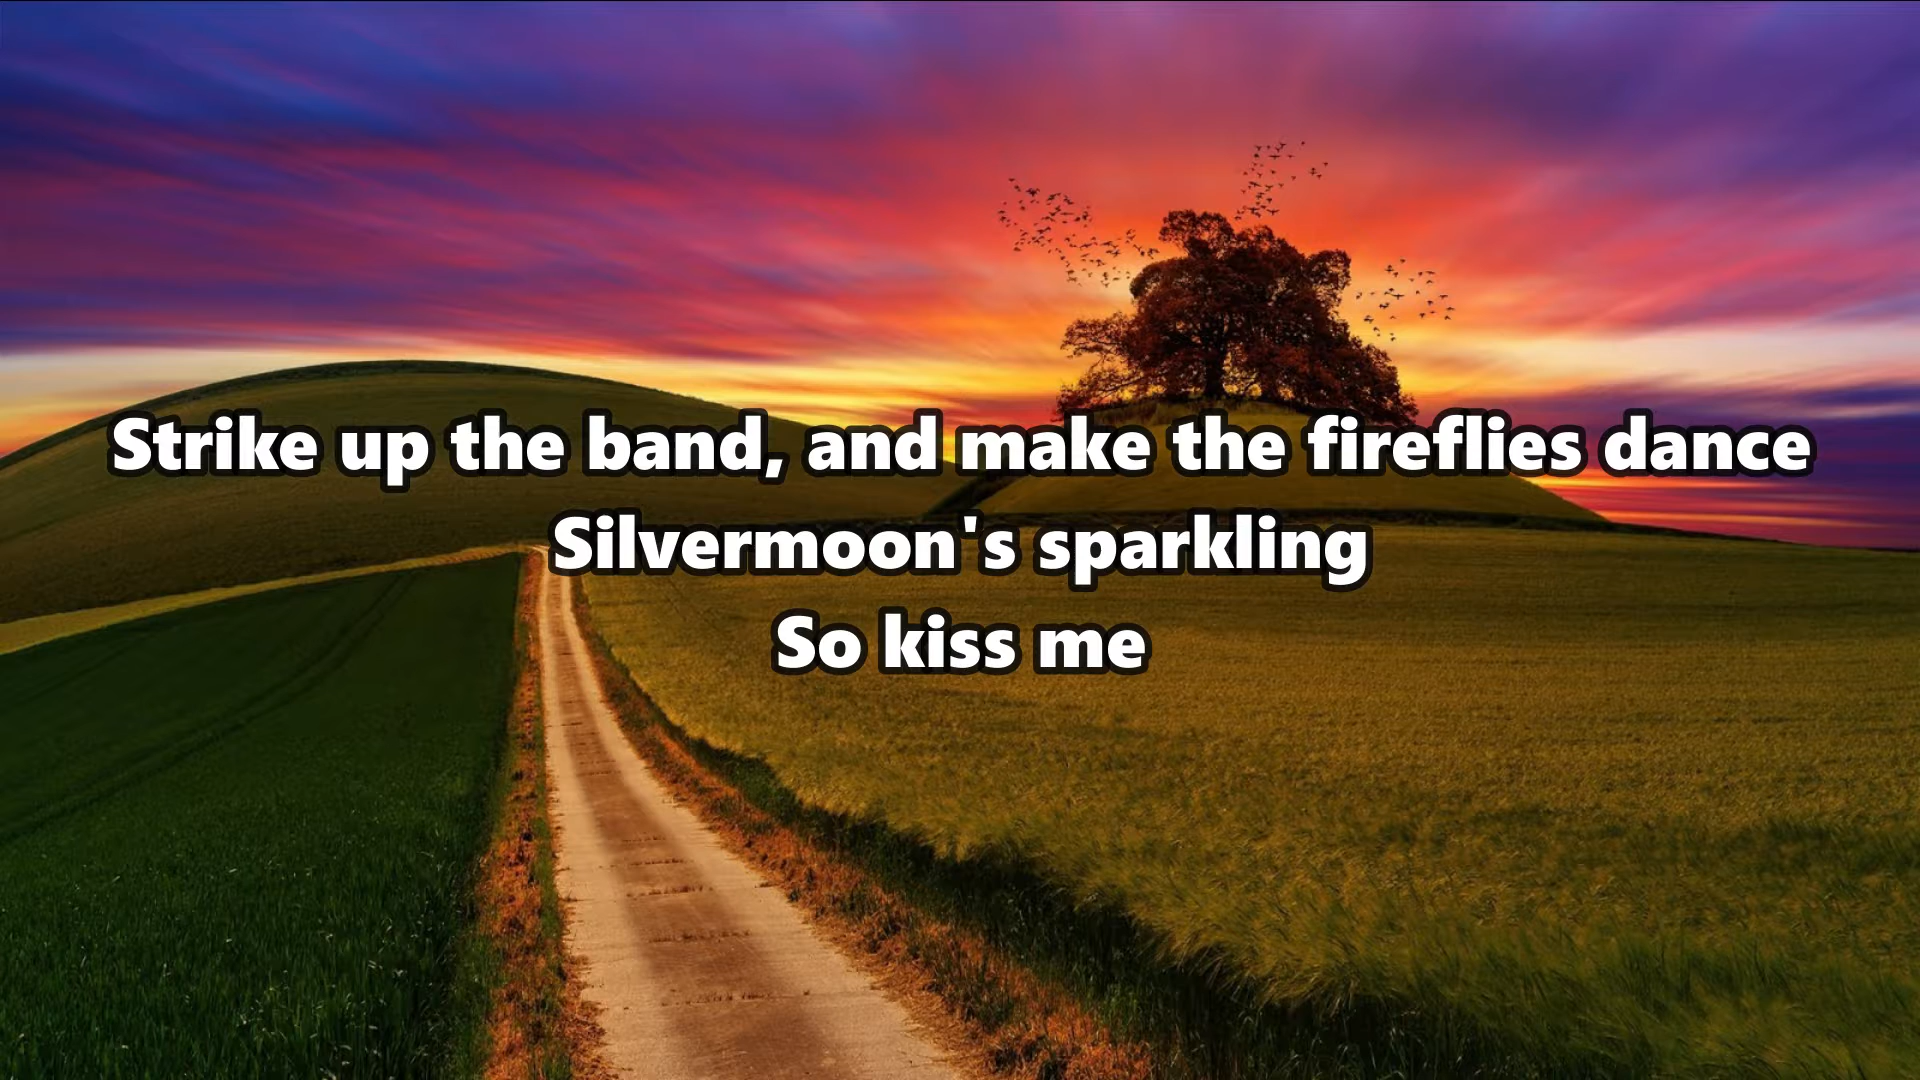 Strike up the band, and make the fireflies dance
Silvermoon's sparkling
So kiss me